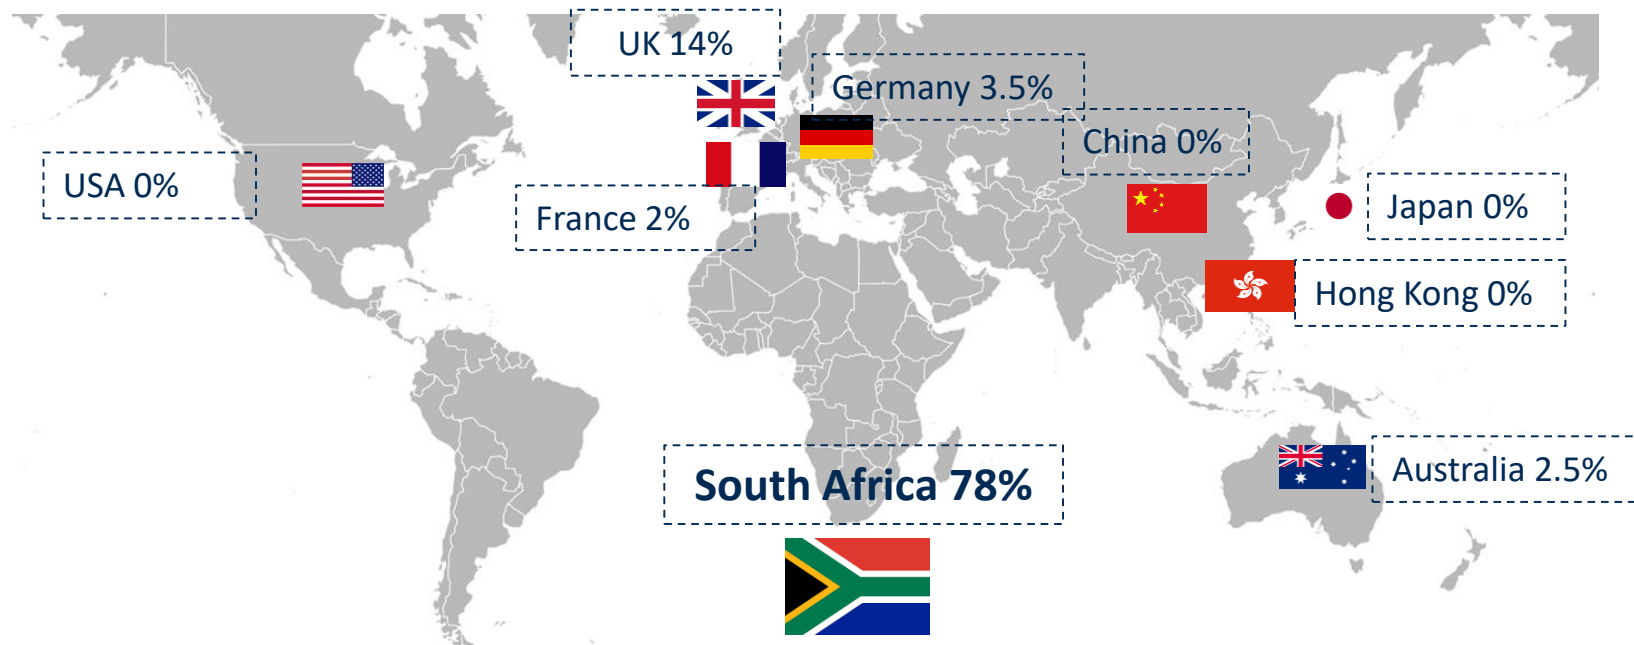 UK 14%
Germany 3.5%
China 0%
USA 0%
France 2%
Japan 0%
Hong Kong 0%
South Africa 78%
Australia 2.5%